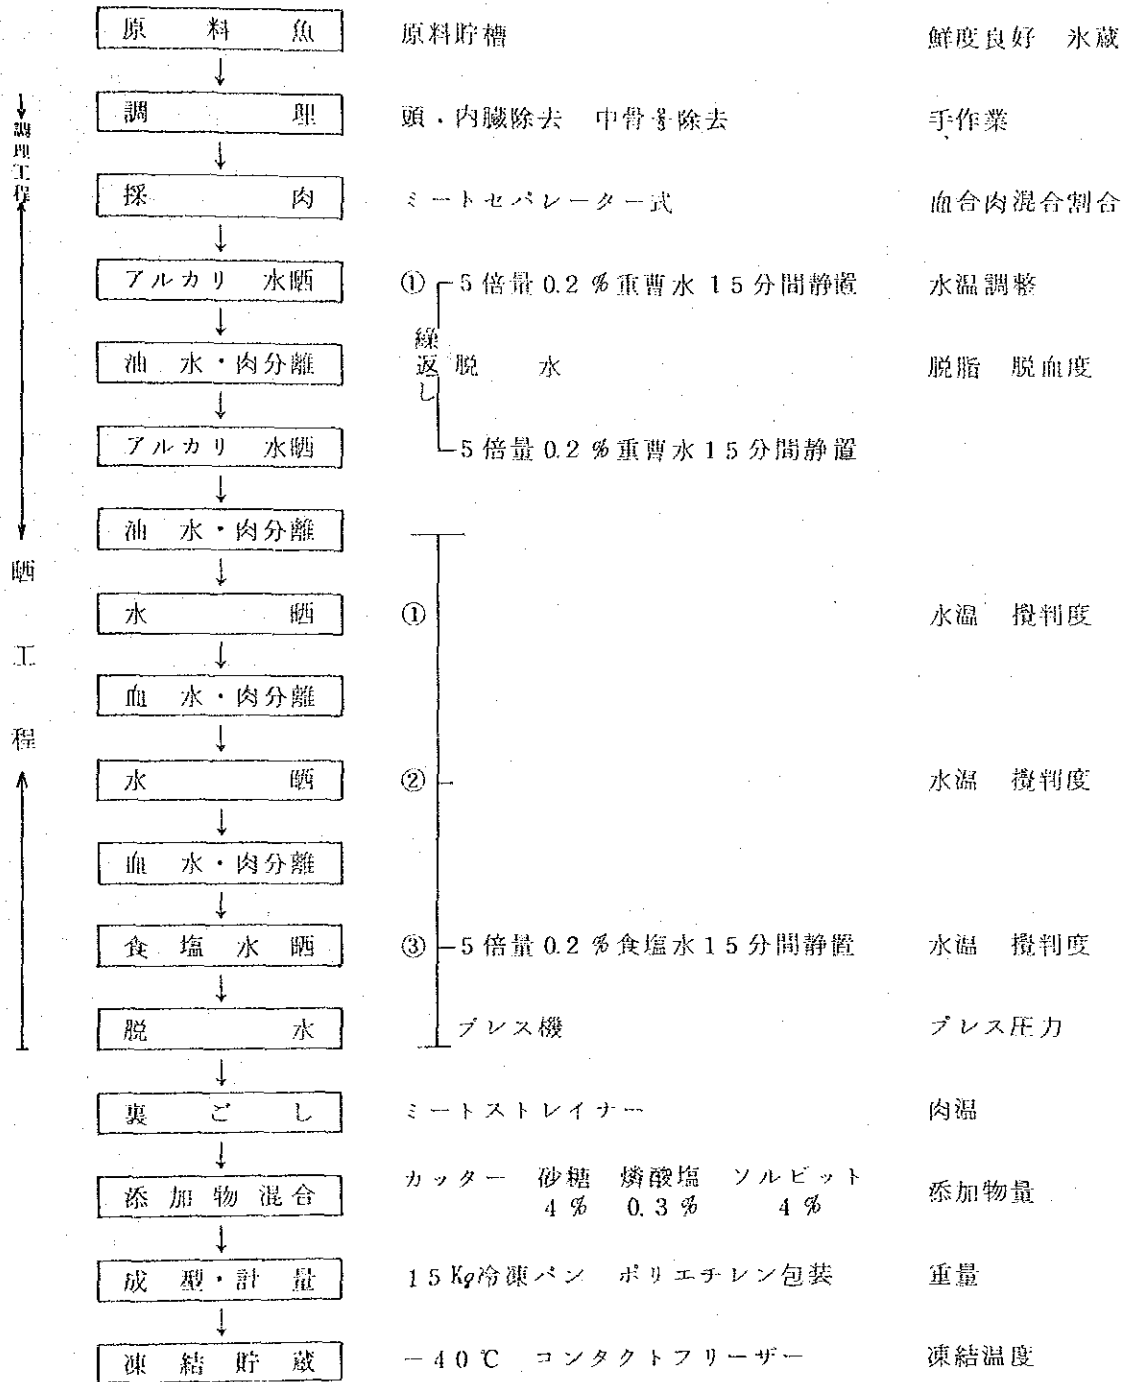 原料魚 原料貯槽 鮮度良好 氷蔵
調理 頭・内臓除去 中骨 除去 手作業
調理工程
採肉 ミートセパレーター式 血合肉混合割合
アルカリ水晒 ① 5倍量0.2%重曹水15分間静置 水温調整
繰返し
油水・肉分離 脱水 脱脂 脱血度
アルカリ水晒 5倍量0.2%重曹水15分間静置
油水・肉分離
晒工程
水晒 ① 水温 攪判度
血水・肉分離
水晒 ② 水温 攪判度
血水・肉分離
食塩水晒 ③ 5倍量0.2%食塩水15分間静置 水温 攪判度
脱水 プレス機 プレス圧力
裏ごし ミートストレイナー 肉温
添加物混合 カッター 砂糖 燐酸塩 ソルビット 添加物量
4% 0.3% 4%
成型・計量 15Kg冷凍パン ポリエチレン包装 重量
凍結貯蔵 -40℃ コンタクトフリーザー 凍結温度